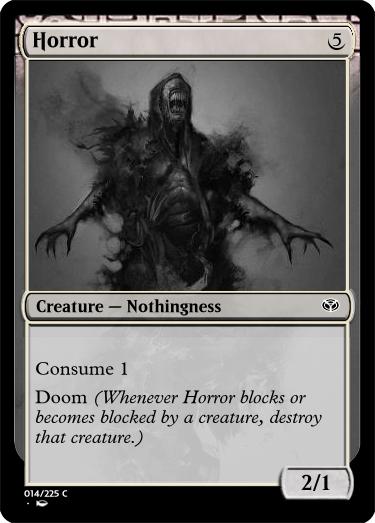 Horror 5
Creature — Nothingness
Consume 1
Doom (Whenever Horror blocks or
becomes blocked by a creature, destroy
that creature.)
2/1
014/225 C